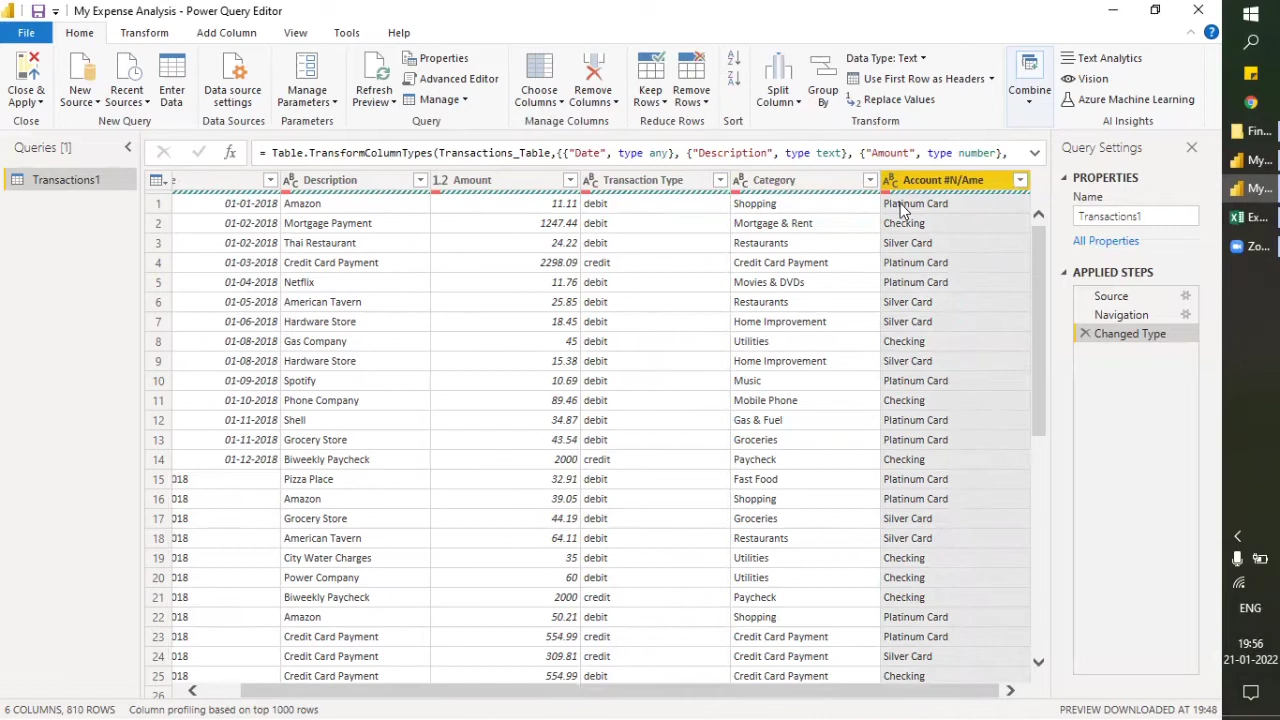 My Expense Analysis - Power Query Editor
File Home Transform Add Column View Tools Help
Close & Apply
New Source
Recent Sources
Enter Data
Data source settings
Manage Parameters
Refresh Preview
Properties
Advanced Editor
Manage
Choose Columns
Remove Columns
Keep Rows
Remove Rows
Split Column
Group By
Data Type: Text
Use First Row as Headers
Replace Values
Combine
Text Analytics
Vision
Azure Machine Learning
Close New Query Data Sources Parameters Query Manage Columns Reduce Rows Sort Transform AI Insights
Queries [1]
Transactions1
= Table.TransformColumnTypes(Transactions_Table,{{"Date", type any}, {"Description", type text}, {"Amount", type number},
e Description 1.2 Amount Transaction Type Category Account #N/Ame
1 01-01-2018 Amazon 11.11 debit Shopping Platinum Card
2 01-02-2018 Mortgage Payment 1247.44 debit Mortgage & Rent Checking
3 01-02-2018 Thai Restaurant 24.22 debit Restaurants Silver Card
4 01-03-2018 Credit Card Payment 2298.09 credit Credit Card Payment Platinum Card
5 01-04-2018 Netflix 11.76 debit Movies & DVDs Platinum Card
6 01-05-2018 American Tavern 25.85 debit Restaurants Silver Card
7 01-06-2018 Hardware Store 18.45 debit Home Improvement Silver Card
8 01-08-2018 Gas Company 45 debit Utilities Checking
9 01-08-2018 Hardware Store 15.38 debit Home Improvement Silver Card
10 01-09-2018 Spotify 10.69 debit Music Platinum Card
11 01-10-2018 Phone Company 89.46 debit Mobile Phone Checking
12 01-11-2018 Shell 34.87 debit Gas & Fuel Platinum Card
13 01-11-2018 Grocery Store 43.54 debit Groceries Platinum Card
14 01-12-2018 Biweekly Paycheck 2000 credit Paycheck Checking
15 018 Pizza Place 32.91 debit Fast Food Platinum Card
16 018 Amazon 39.05 debit Shopping Platinum Card
17 018 Grocery Store 44.19 debit Groceries Silver Card
18 018 American Tavern 64.11 debit Restaurants Silver Card
19 018 City Water Charges 35 debit Utilities Checking
20 018 Power Company 60 debit Utilities Checking
21 018 Biweekly Paycheck 2000 credit Paycheck Checking
22 018 Amazon 50.21 debit Shopping Platinum Card
23 018 Credit Card Payment 554.99 credit Credit Card Payment Platinum Card
24 018 Credit Card Payment 309.81 credit Credit Card Payment Silver Card
25 018 Credit Card Payment 554.99 debit Credit Card Payment Checking
26
Query Settings
PROPERTIES
Name
Transactions1
All Properties
APPLIED STEPS
Source
Navigation
Changed Type
6 COLUMNS, 810 ROWS Column profiling based on top 1000 rows
PREVIEW DOWNLOADED AT 19:48
Fin...
My...
My...
Ex...
Zo...
ENG
19:56
21-01-2022